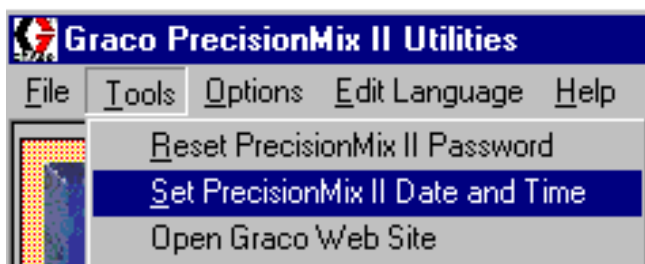 Graco PrecisionMix II Utilities
File Tools Options Edit Language Help
Reset PrecisionMix II Password
Set PrecisionMix II Date and Time
Open Graco Web Site